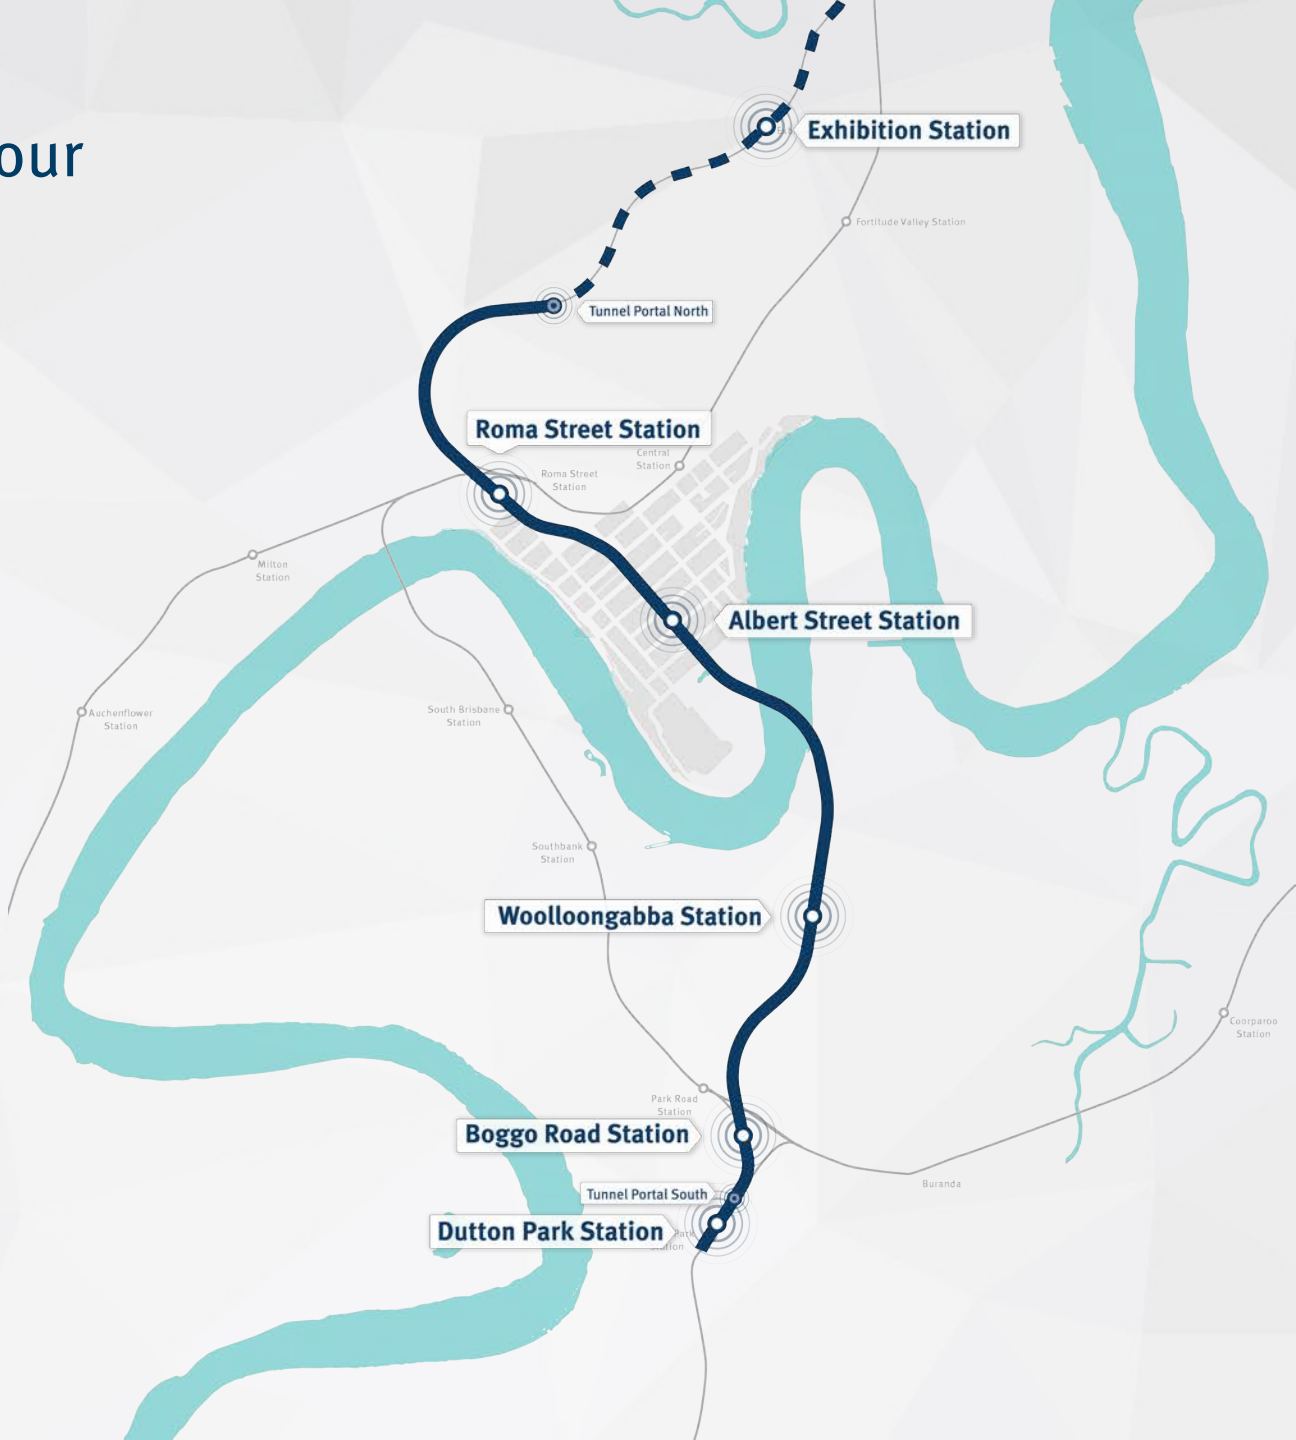 our
Exhibition Station
Fortitude Valley Station
Tunnel Portal North
Roma Street Station
Central
Station
Roma Street
Station
Milton
Station
Albert Street Station
Auchenflower
Station
South Brisbane
Station
Southbank
Station
Woolloongabba Station
Coorparoo
Station
Park Road
Station
Boggo Road Station
Buranda
Tunnel Portal South
Dutton Park Station
Park